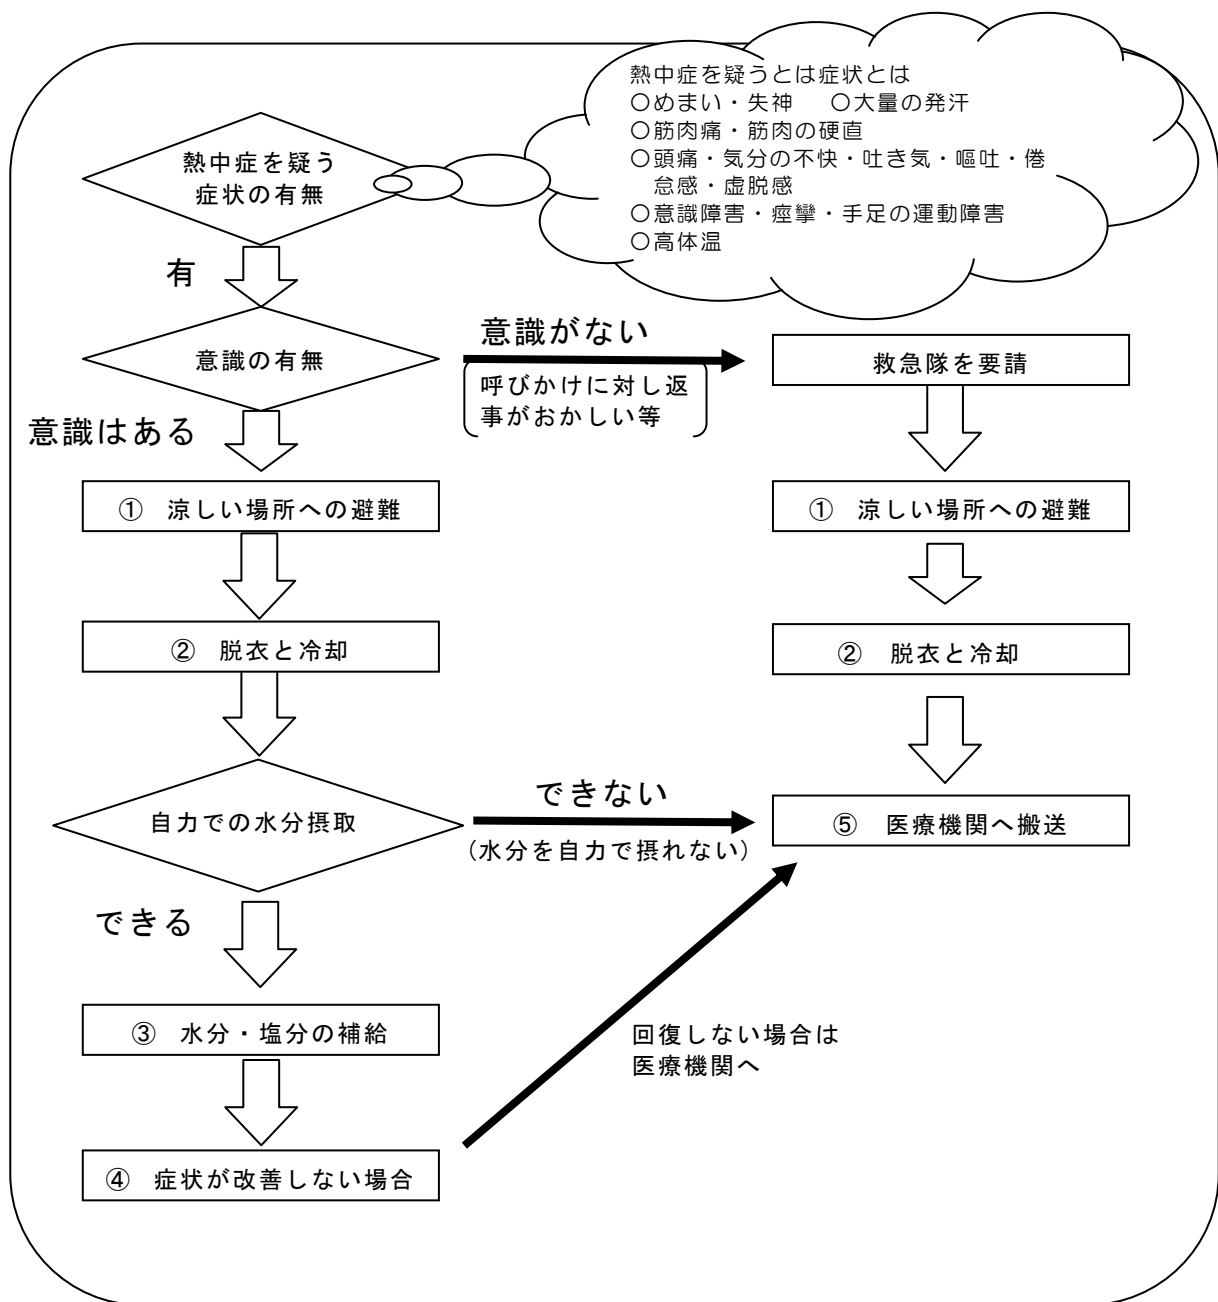 熱中症を疑うとは症状とは
○めまい・失神　○大量の発汗
○筋肉痛・筋肉の硬直
○頭痛・気分の不快・吐き気・嘔吐・倦
怠感・虚脱感
○意識障害・痙攣・手足の運動障害
○高体温
熱中症を疑う
症状の有無
有
意識の有無
意識がない
呼びかけに対し返
事がおかしい等
救急隊を要請
意識はある
①　涼しい場所への避難
①　涼しい場所への避難
②　脱衣と冷却
②　脱衣と冷却
自力での水分摂取
できない
(水分を自力で摂れない)
⑤　医療機関へ搬送
できる
③　水分・塩分の補給
回復しない場合は
医療機関へ
④　症状が改善しない場合